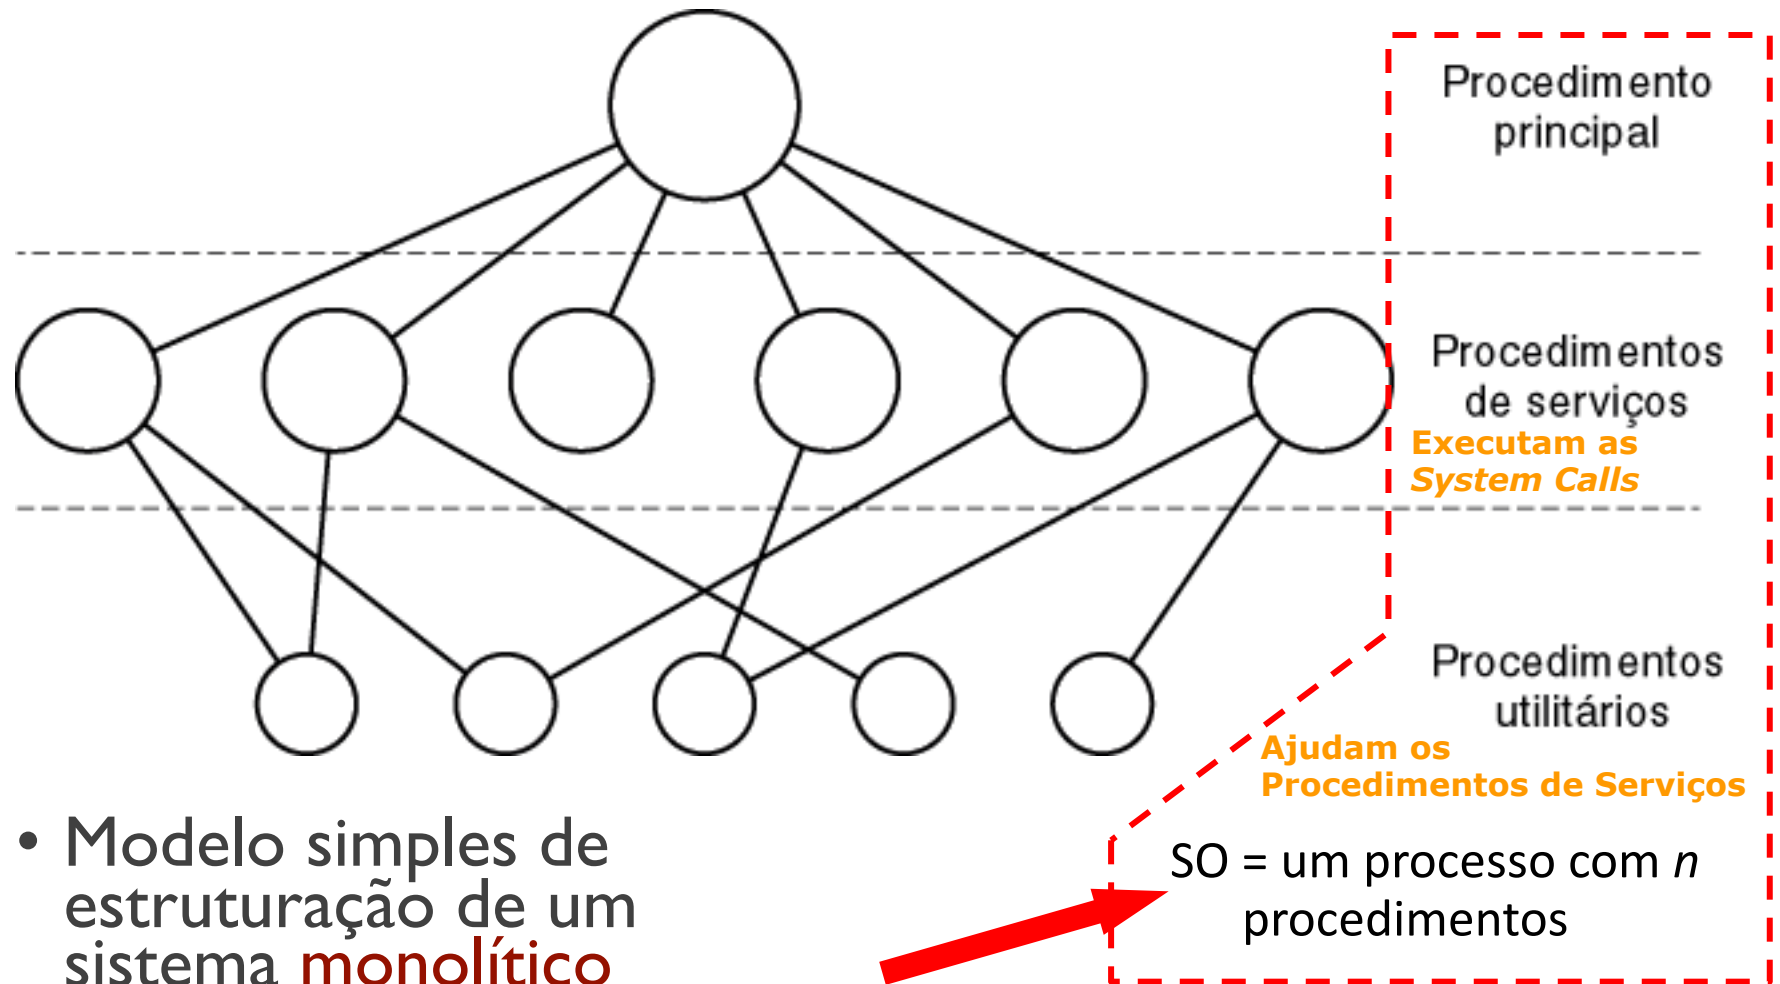 Procedimento
principal
Procedimentos
de serviços
Executam as
System Calls
Procedimentos
utilitários
Ajudam os
Procedimentos de Serviços
• Modelo simples de
estruturação de um
sistema monolítico
SO = um processo com n
procedimentos